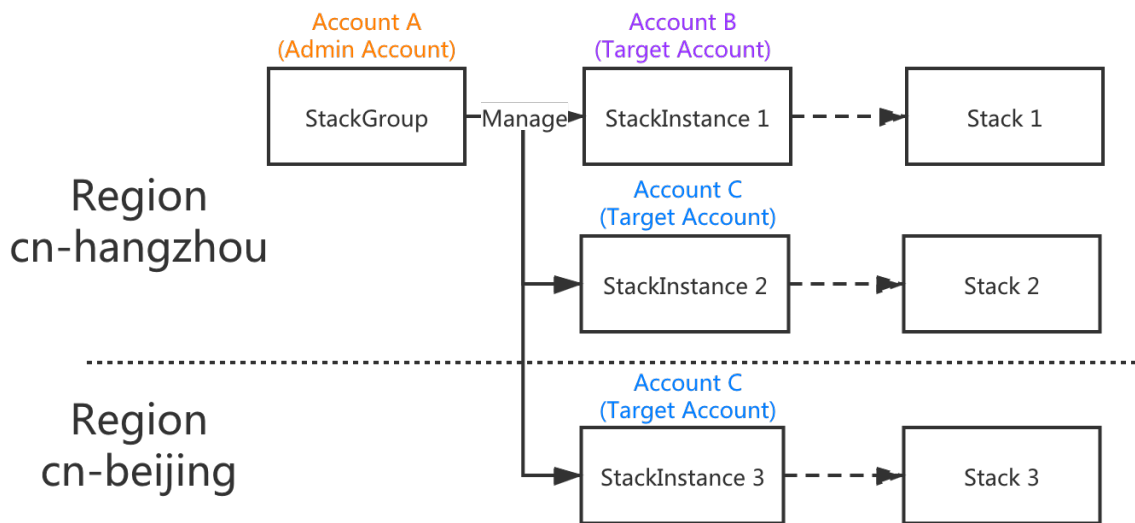 Account A
(Admin Account)
Account B
(Target Account)
StackGroup
Manage
StackInstance 1
Stack 1
Region
cn-hangzhou
Account C
(Target Account)
StackInstance 2
Stack 2
Region
cn-beijing
Account C
(Target Account)
StackInstance 3
Stack 3